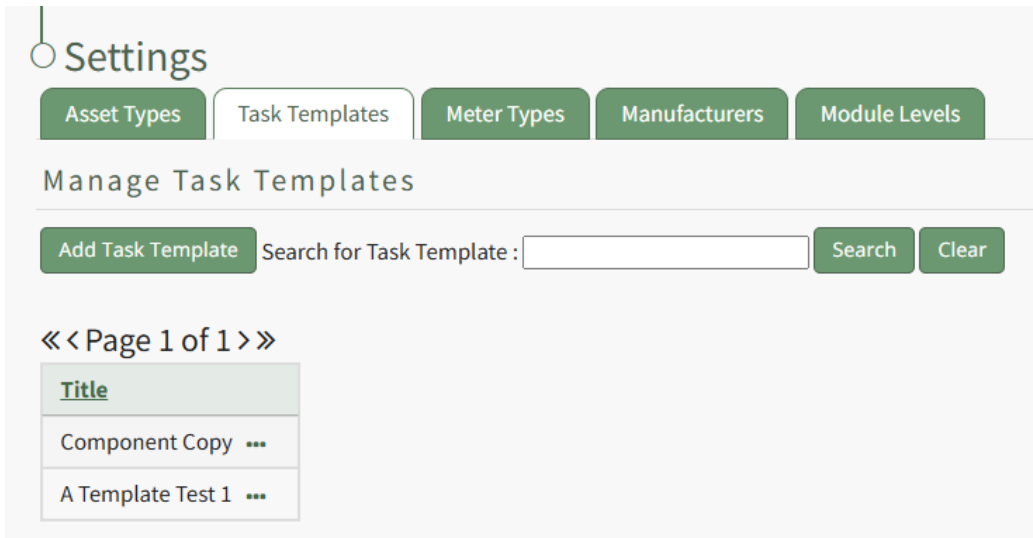 Settings
Asset Types Task Templates Meter Types Manufacturers Module Levels
Manage Task Templates
Add Task Template Search for Task Template : Search Clear
«‹ Page 1 of 1 ›»
Title
Component Copy •••
A Template Test 1 •••